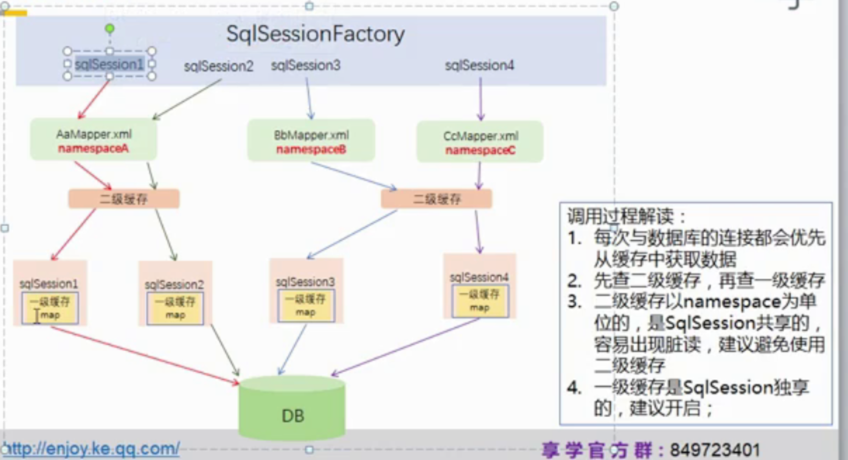 SqlSessionFactory
sqlSession1 sqlSession2 sqlSession3 sqlSession4
AaMapper.xml
namespaceA
BbMapper.xml
namespaceB
CcMapper.xml
namespaceC
二级缓存
二级缓存
sqlSession1
一级缓存
map
sqlSession2
一级缓存
map
sqlSession3
一级缓存
map
sqlSession4
一级缓存
map
DB
调用过程解读：
1. 每次与数据库的连接都会优先
从缓存中获取数据
2. 先查二级缓存，再查一级缓存
3. 二级缓存以namespace为单
位的，是SqlSession共享的，
容易出现脏读，建议避免使用
二级缓存
4. 一级缓存是SqlSession独享
的，建议开启；
http://enjoy.ke.qq.com/
享学官方群：849723401